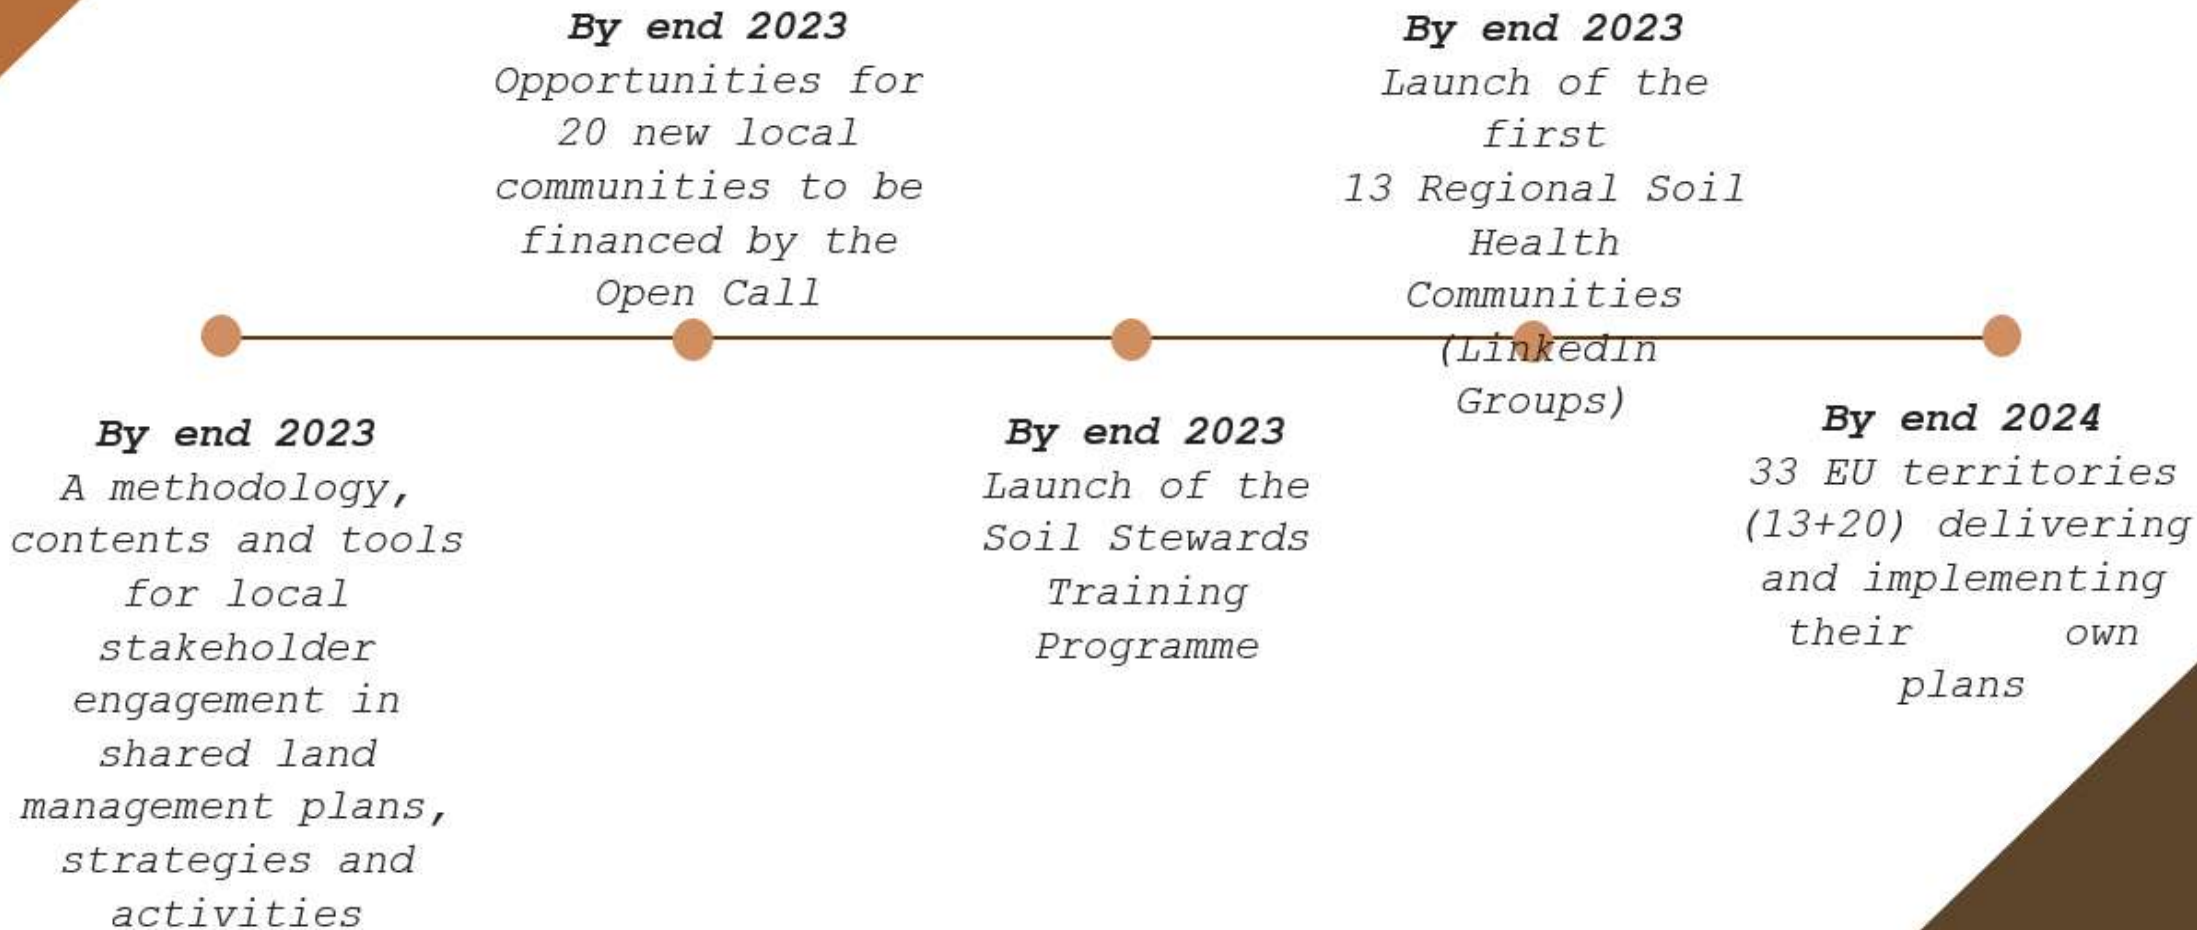 By end 2023
A methodology,
contents and tools
for local
stakeholder
engagement in
shared land
management plans,
strategies and
activities
By end 2023
Opportunities for
20 new local
communities to be
financed by the
Open Call
By end 2023
Launch of the
Soil Stewards
Training
Programme
By end 2023
Launch of the
first
13 Regional Soil
Health
Communities
(LinkedIn
Groups)
By end 2024
33 EU territories
(13+20) delivering
and implementing
their own
plans